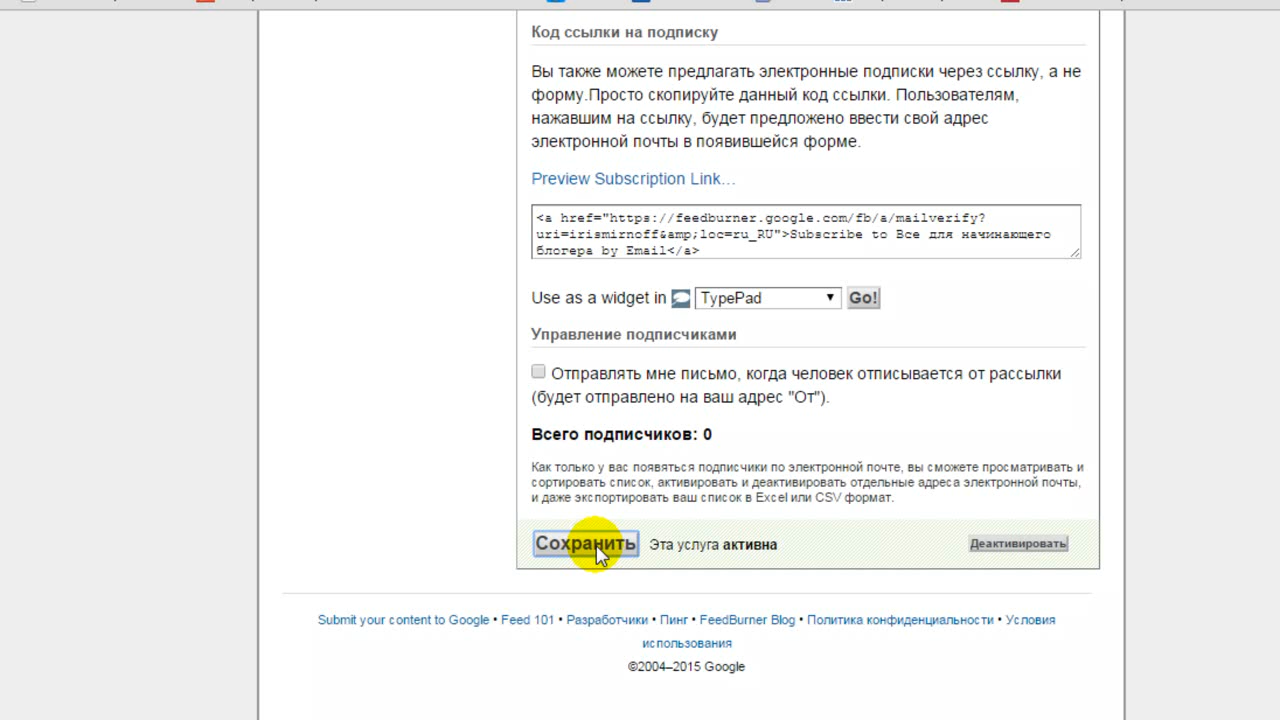 Код ссылки на подписку
Вы также можете предлагать электронные подписки через ссылку, а не
форму.Просто скопируйте данный код ссылки. Пользователям,
нажавшим на ссылку, будет предложено ввести свой адрес
электронной почты в появившейся форме.
Preview Subscription Link...
<a href="https://feedburner.google.com/fb/a/mailverify?
uri=irismirnoff&amp;loc=ru_RU">Subscribe to Все для начинающего
блогера by Email</a>
Use as a widget in TypePad Go!
Управление подписчиками
Отправлять мне письмо, когда человек отписывается от рассылки
(будет отправлено на ваш адрес "От").
Всего подписчиков: 0
Как только у вас появяться подписчики по электронной почте, вы сможете просматривать и
сортировать список, активировать и деактивировать отдельные адреса электронной почты,
и даже экспортировать ваш список в Excel или CSV формат.
Сохранить Эта услуга активна Деактивировать
Submit your content to Google • Feed 101 • Разработчики • Пинг • FeedBurner Blog • Политика конфиденциальности • Условия
использования
©2004–2015 Google